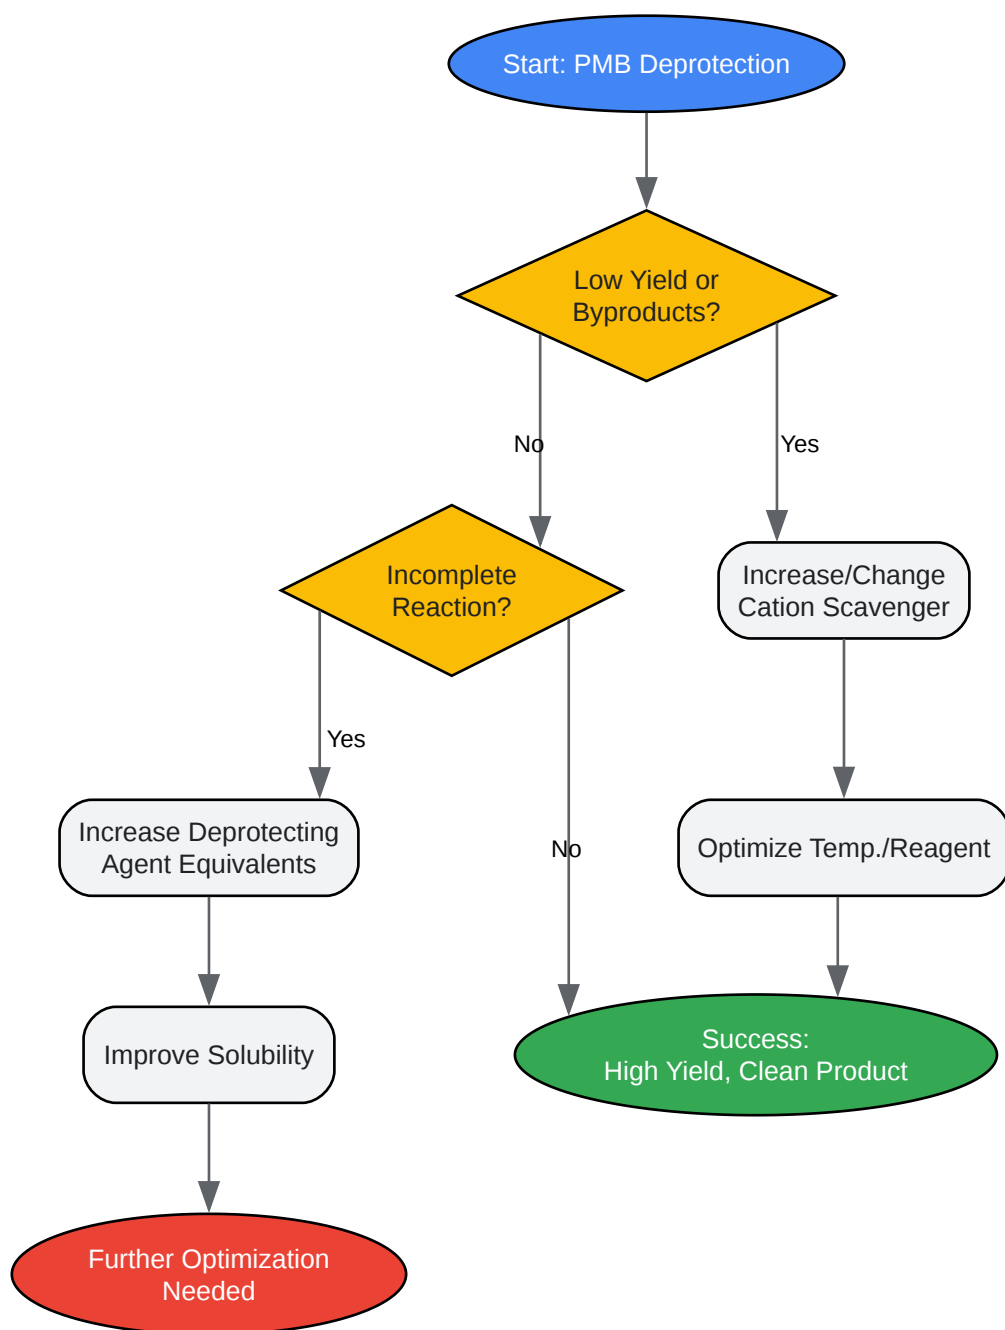 Start: PMB Deprotection
Low Yield or
Byproducts?
No
Yes
Incomplete
Reaction?
Increase/Change
Cation Scavenger
Yes
No
Increase Deprotecting
Agent Equivalents
Optimize Temp./Reagent
Improve Solubility
Success:
High Yield, Clean Product
Further Optimization
Needed